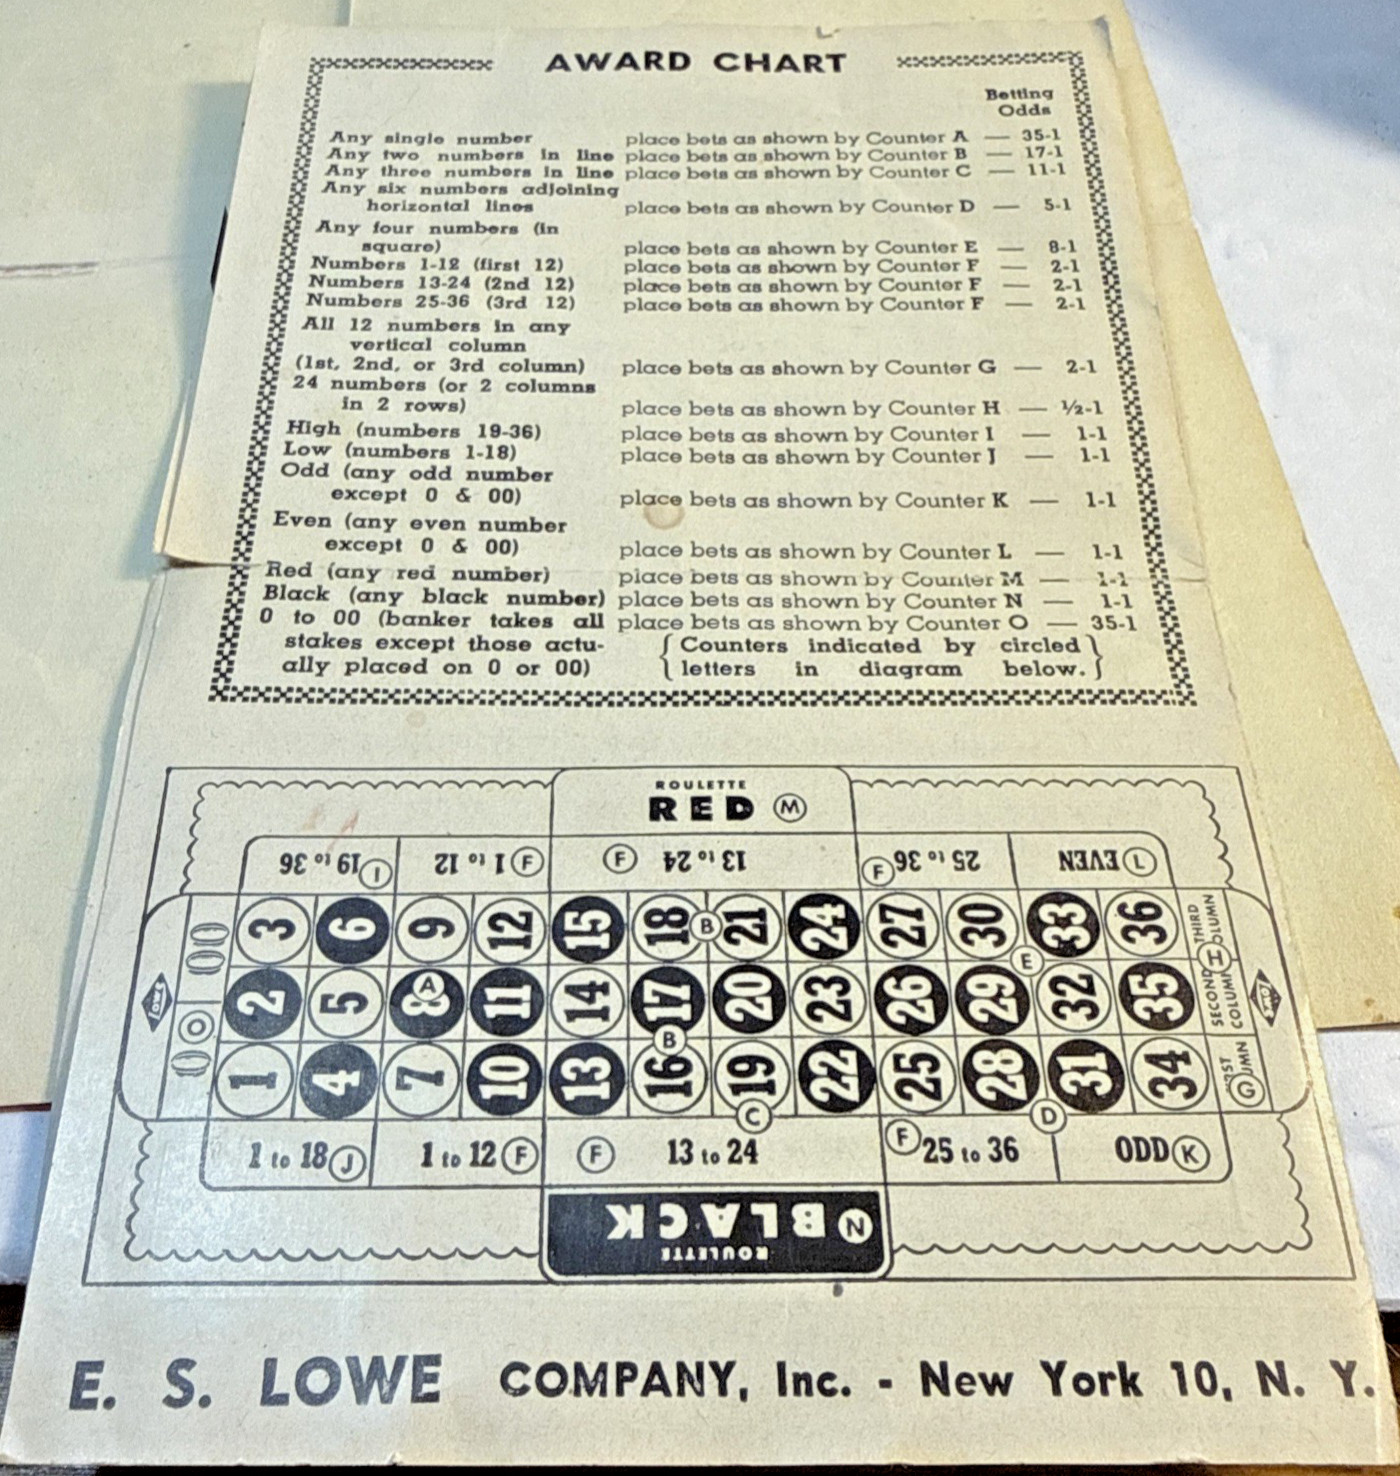 AWARD CHART
Betting
Odds
Any single number place bets as shown by Counter A — 35-1
Any two numbers in line place bets as shown by Counter B — 17-1
Any three numbers in line place bets as shown by Counter C — 11-1
Any six numbers adjoining
horizontal lines place bets as shown by Counter D — 5-1
Any four numbers (in
square) place bets as shown by Counter E — 8-1
Numbers 1-12 (first 12) place bets as shown by Counter F — 2-1
Numbers 13-24 (2nd 12) place bets as shown by Counter F — 2-1
Numbers 25-36 (3rd 12) place bets as shown by Counter F — 2-1
All 12 numbers in any
vertical column
(1st, 2nd, or 3rd column) place bets as shown by Counter G — 2-1
24 numbers (or 2 columns
in 2 rows) place bets as shown by Counter H — ½-1
High (numbers 19-36) place bets as shown by Counter I — 1-1
Low (numbers 1-18) place bets as shown by Counter J — 1-1
Odd (any odd number
except 0 & 00) place bets as shown by Counter K — 1-1
Even (any even number
except 0 & 00) place bets as shown by Counter L — 1-1
Red (any red number) place bets as shown by Counter M — 1-1
Black (any black number) place bets as shown by Counter N — 1-1
0 to 00 (banker takes all place bets as shown by Counter O — 35-1
stakes except those actu- { Counters indicated by circled }
ally placed on 0 or 00) { letters in diagram below. }
ROULETTE
RED M
19 to 36 I 1 to 12 F F 13 to 24 F 25 to 36 EVEN L
00 3 6 9 12 15 18 B 21 24 27 30 33 36 THIRD COLUMN
E H
LOWE 2 5 8 A 11 14 17 20 23 26 29 32 35 SECOND COLUMN LOWE
O B
0 1 4 7 10 13 16 19 22 25 28 31 34 G
C D
1 to 18 J 1 to 12 F F 13 to 24 F 25 to 36 ODD K
BLACK N
ROULETTE
E. S. LOWE COMPANY, Inc. - New York 10, N. Y.